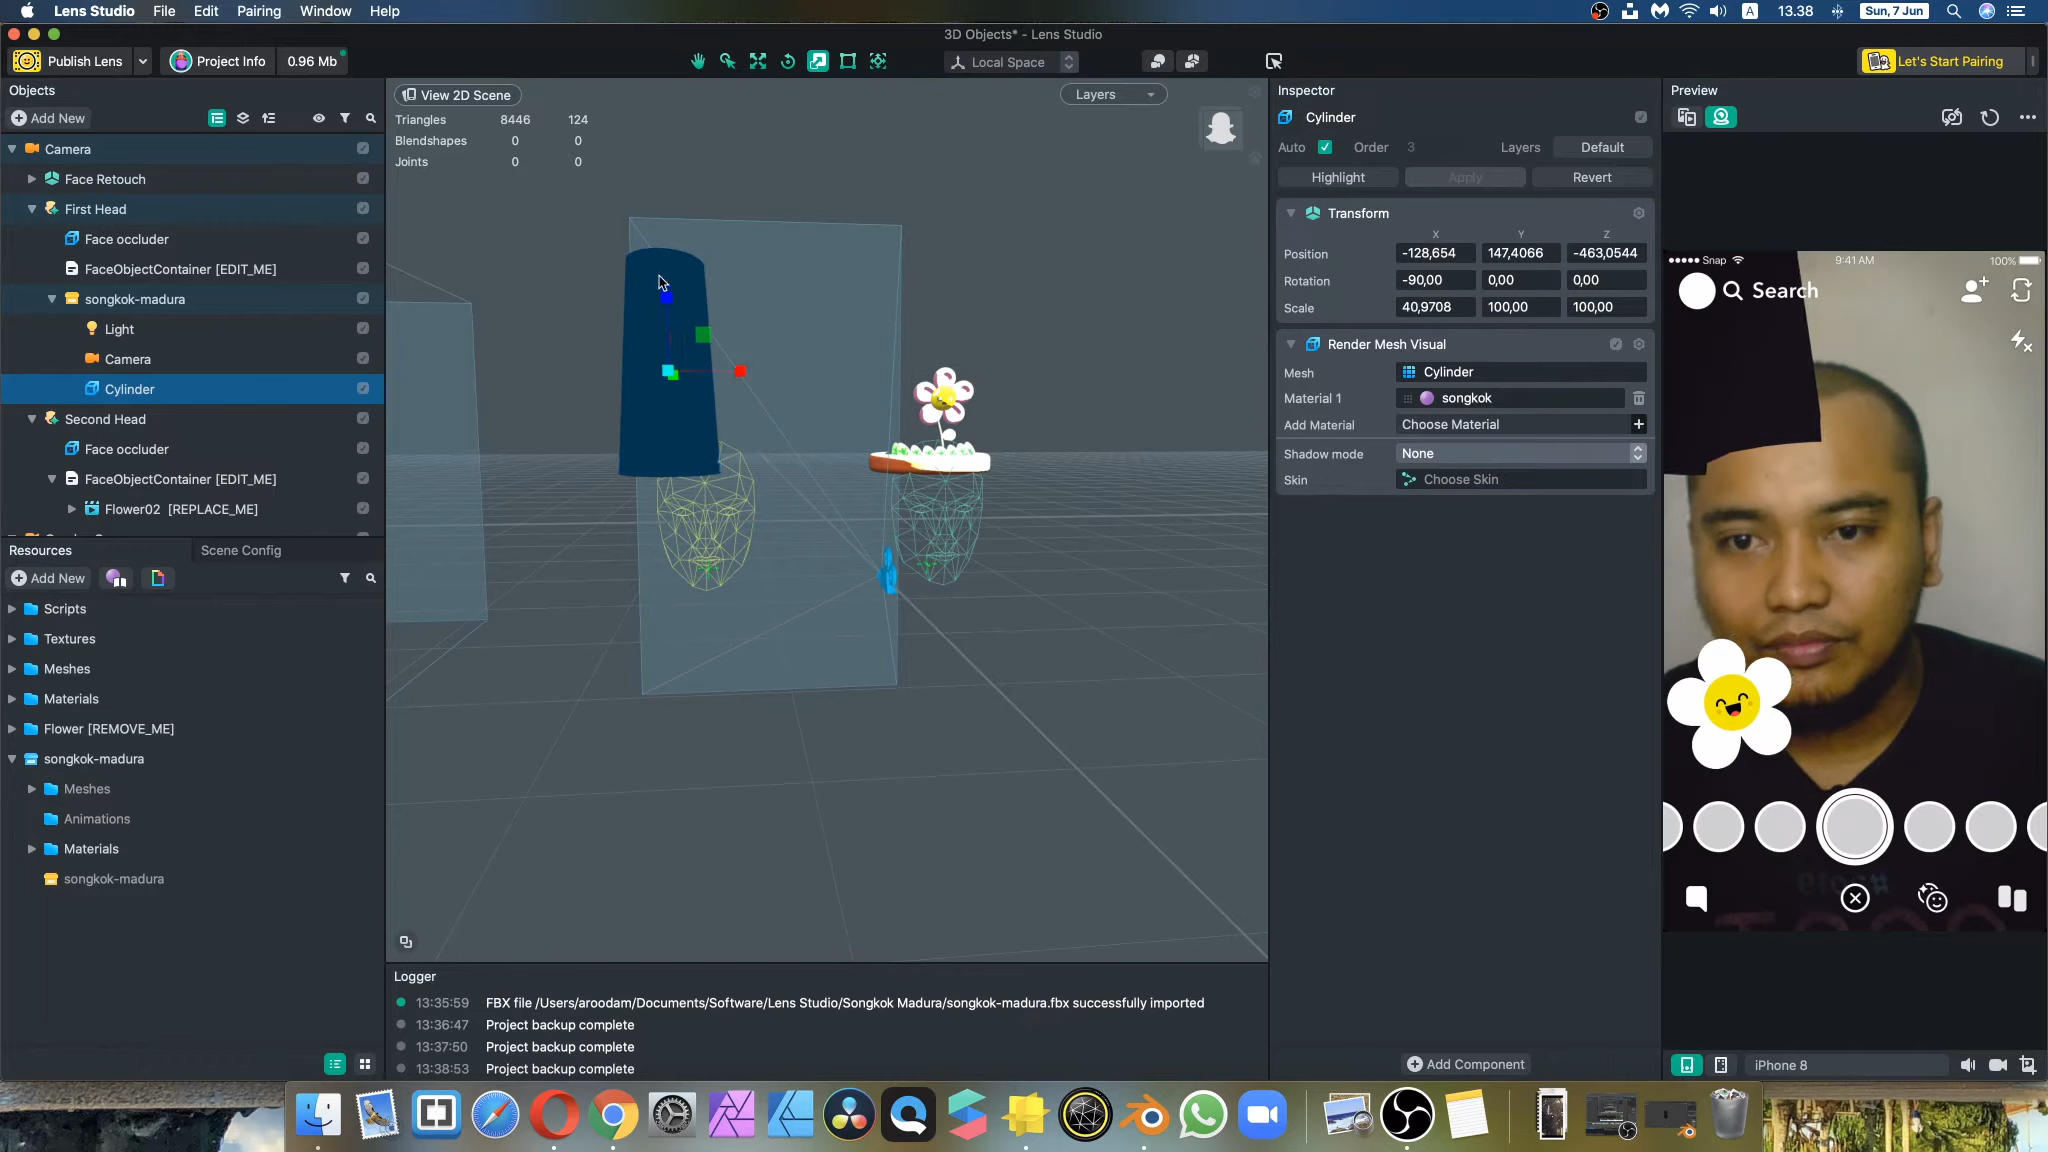 Lens Studio File Edit Pairing Window Help
A 13.38 Sun, 7 Jun
3D Objects* - Lens Studio
Publish Lens Project Info 0.96 Mb Local Space Let's Start Pairing
Objects
Add New
Camera
Face Retouch
First Head
Face occluder
FaceObjectContainer [EDIT_ME]
songkok-madura
Light
Camera
Cylinder
Second Head
Face occluder
FaceObjectContainer [EDIT_ME]
Flower02 [REPLACE_ME]
Resources Scene Config
Add New
Scripts
Textures
Meshes
Materials
Flower [REMOVE_ME]
songkok-madura
Meshes
Animations
Materials
songkok-madura
View 2D Scene Layers
Triangles 8446 124
Blendshapes 0 0
Joints 0 0
Logger
13:35:59 FBX file /Users/aroodam/Documents/Software/Lens Studio/Songkok Madura/songkok-madura.fbx successfully imported
13:36:47 Project backup complete
13:37:50 Project backup complete
13:38:53 Project backup complete
Inspector
Cylinder
Auto Order 3 Layers Default
Highlight Apply Revert
Transform
X Y Z
Position -128,654 147,4066 -463,0544
Rotation -90,00 0,00 0,00
Scale 40,9708 100,00 100,00
Render Mesh Visual
Mesh Cylinder
Material 1 songkok
Add Material Choose Material
Shadow mode None
Skin Choose Skin
Add Component
Preview
Snap 9:41 AM 100%
Search
iPhone 8